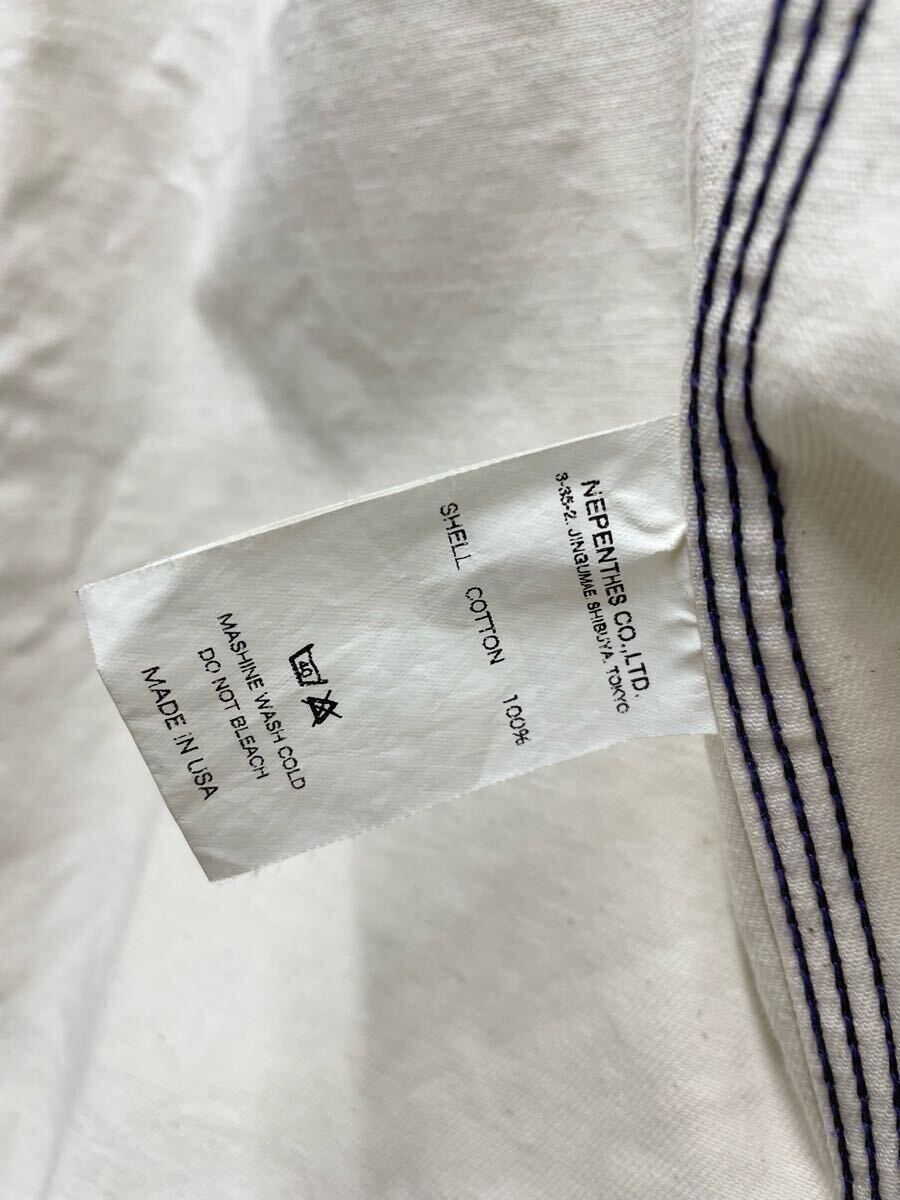 NEPENTHES CO.,LTD.
3-35-2, JINGUMAE SHIBUYA, TOKYO
SHELL COTTON 100%
40
MASHINE WASH COLD
DO NOT BLEACH
MADE IN USA